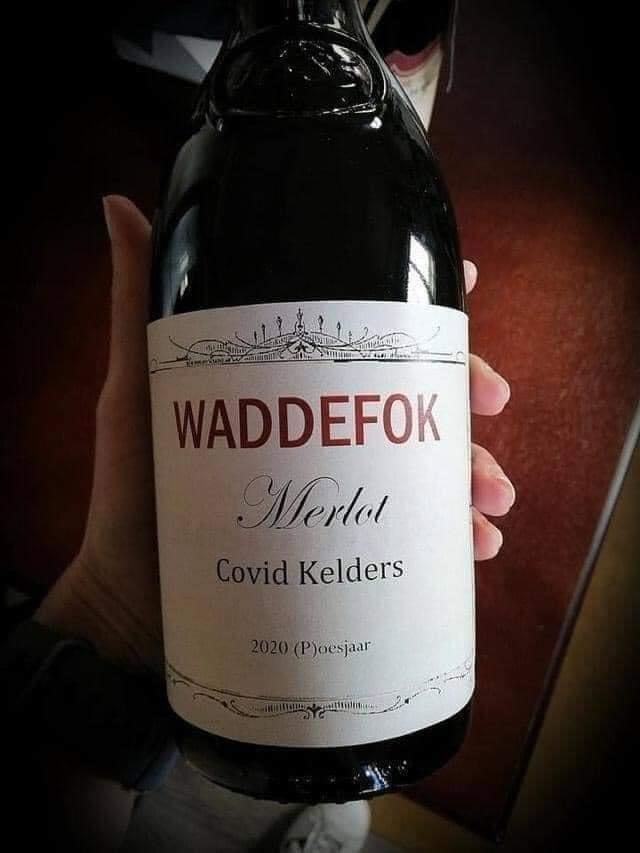 WADDEFOK
Merlot
Covid Kelders
2020 (P)oesjaar